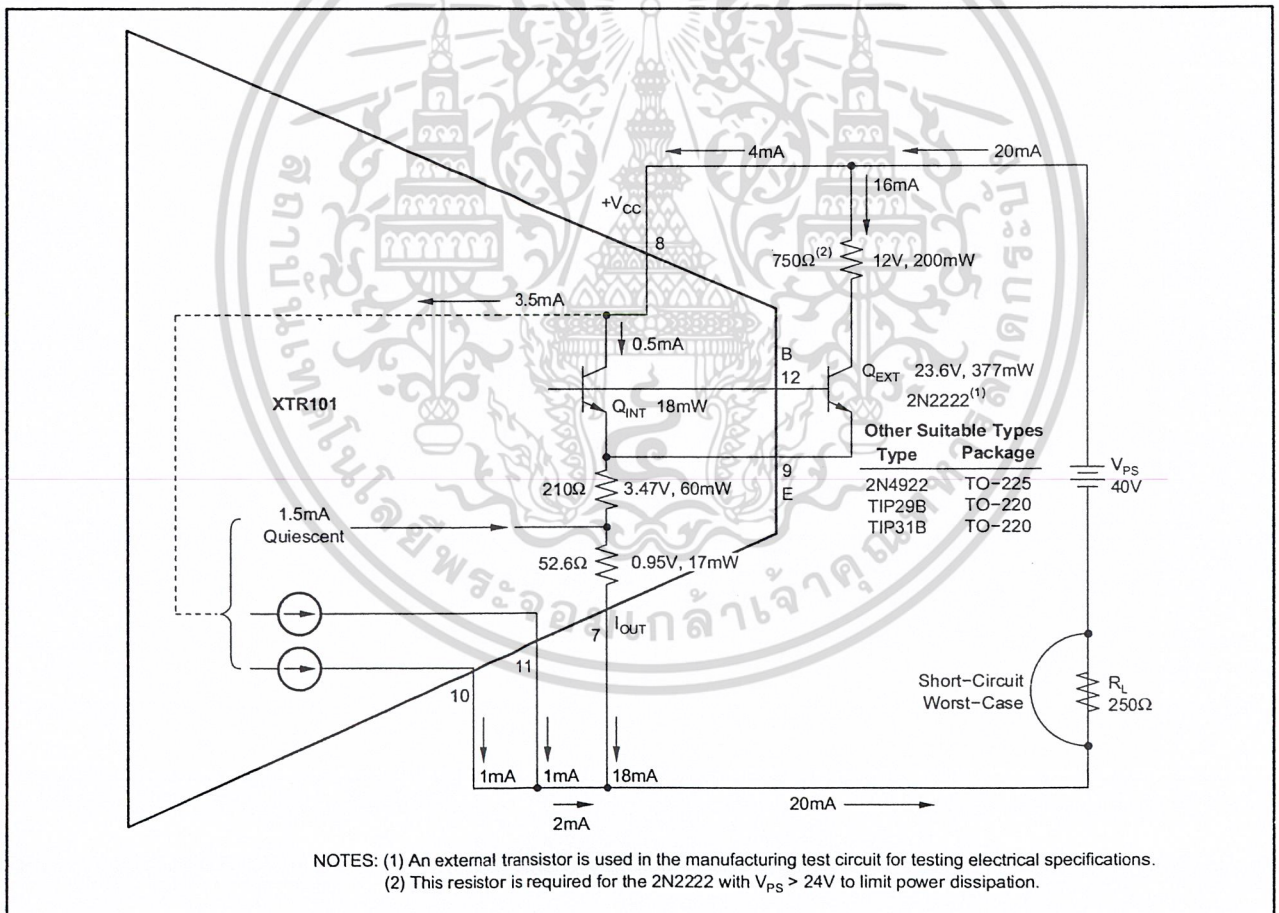 4mA
20mA
+V_CC
16mA
8
750Ω(2)
12V, 200mW
3.5mA
0.5mA
B
12
Q_EXT 23.6V, 377mW
2N2222(1)
XTR101
Q_INT 18mW
Other Suitable Types
Type Package
2N4922 TO-225
TIP29B TO-220
TIP31B TO-220
9
E
V_PS
40V
210Ω
3.47V, 60mW
1.5mA
Quiescent
52.6Ω
0.95V, 17mW
7
I_OUT
11
10
Short-Circuit
Worst-Case
R_L
250Ω
1mA
1mA
18mA
2mA
20mA
NOTES: (1) An external transistor is used in the manufacturing test circuit for testing electrical specifications.
(2) This resistor is required for the 2N2222 with V_PS > 24V to limit power dissipation.